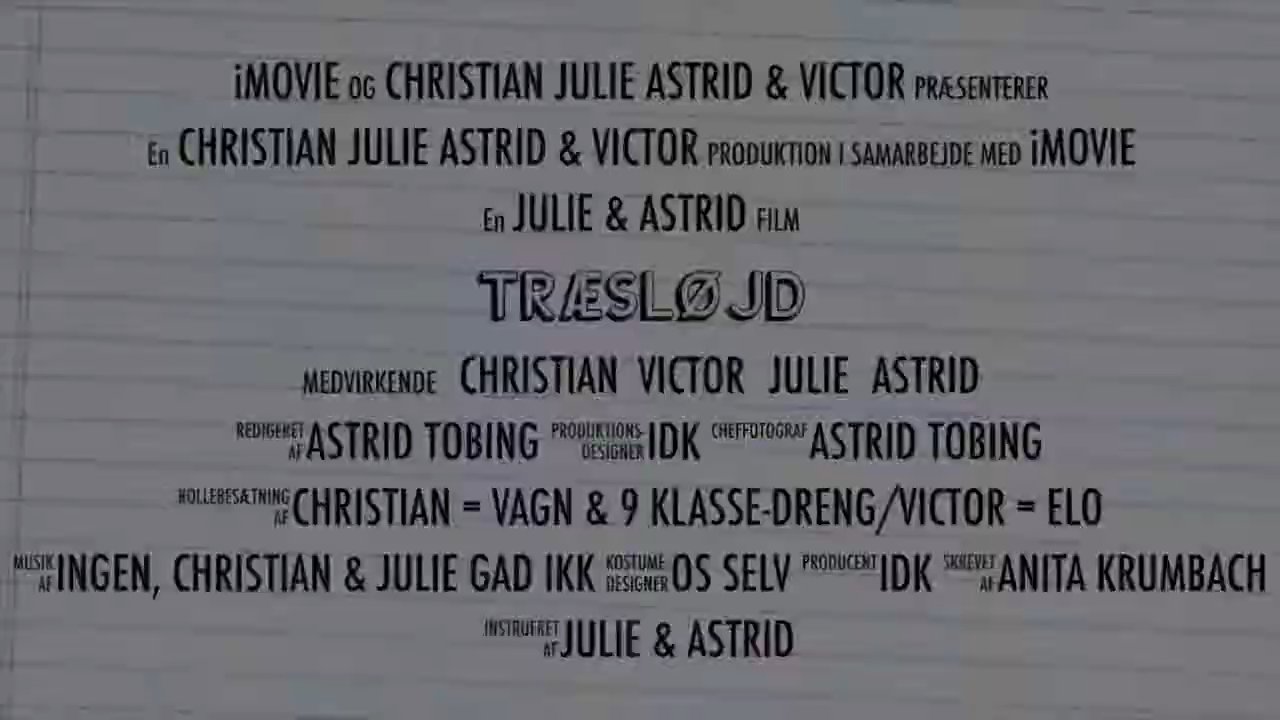 iMOVIE OG CHRISTIAN JULIE ASTRID & VICTOR PRÆSENTERER
En CHRISTIAN JULIE ASTRID & VICTOR PRODUKTION I SAMARBEJDE MED iMOVIE
En JULIE & ASTRID FILM
TRÆSLØJD
MEDVIRKENDE CHRISTIAN VICTOR JULIE ASTRID
REDIGERET AF ASTRID TOBING PRODUKTIONS-DESIGNER IDK CHEFFOTOGRAF ASTRID TOBING
ROLLEBESÆTNING AF CHRISTIAN = VAGN & 9 KLASSE-DRENG/VICTOR = ELO
MUSIK AF INGEN, CHRISTIAN & JULIE GAD IKK KOSTUME DESIGNER OS SELV PRODUCENT IDK SKREVET AF ANITA KRUMBACH
INSTRUERET AF JULIE & ASTRID